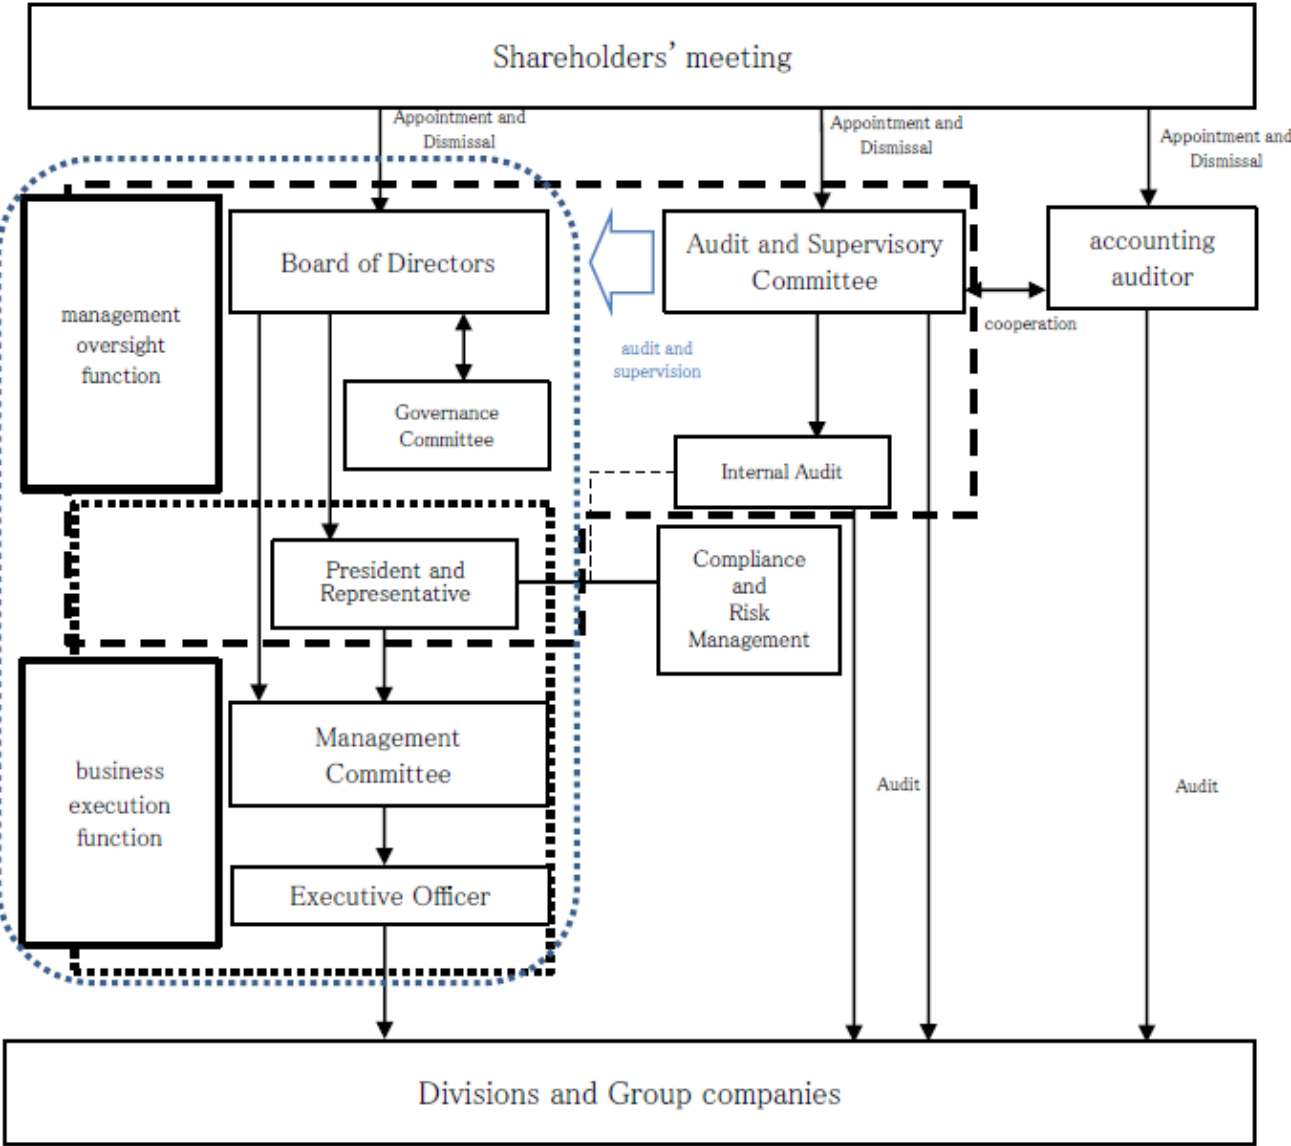 Shareholders' meeting
Appointment and
Dismissal
Appointment and
Dismissal
Appointment and
Dismissal
management
oversight
function
Board of Directors
Audit and Supervisory
Committee
accounting
auditor
cooperation
audit and
supervision
Governance
Committee
Internal Audit
President and
Representative
Compliance
and
Risk
Management
business
execution
function
Management
Committee
Audit
Audit
Executive Officer
Divisions and Group companies